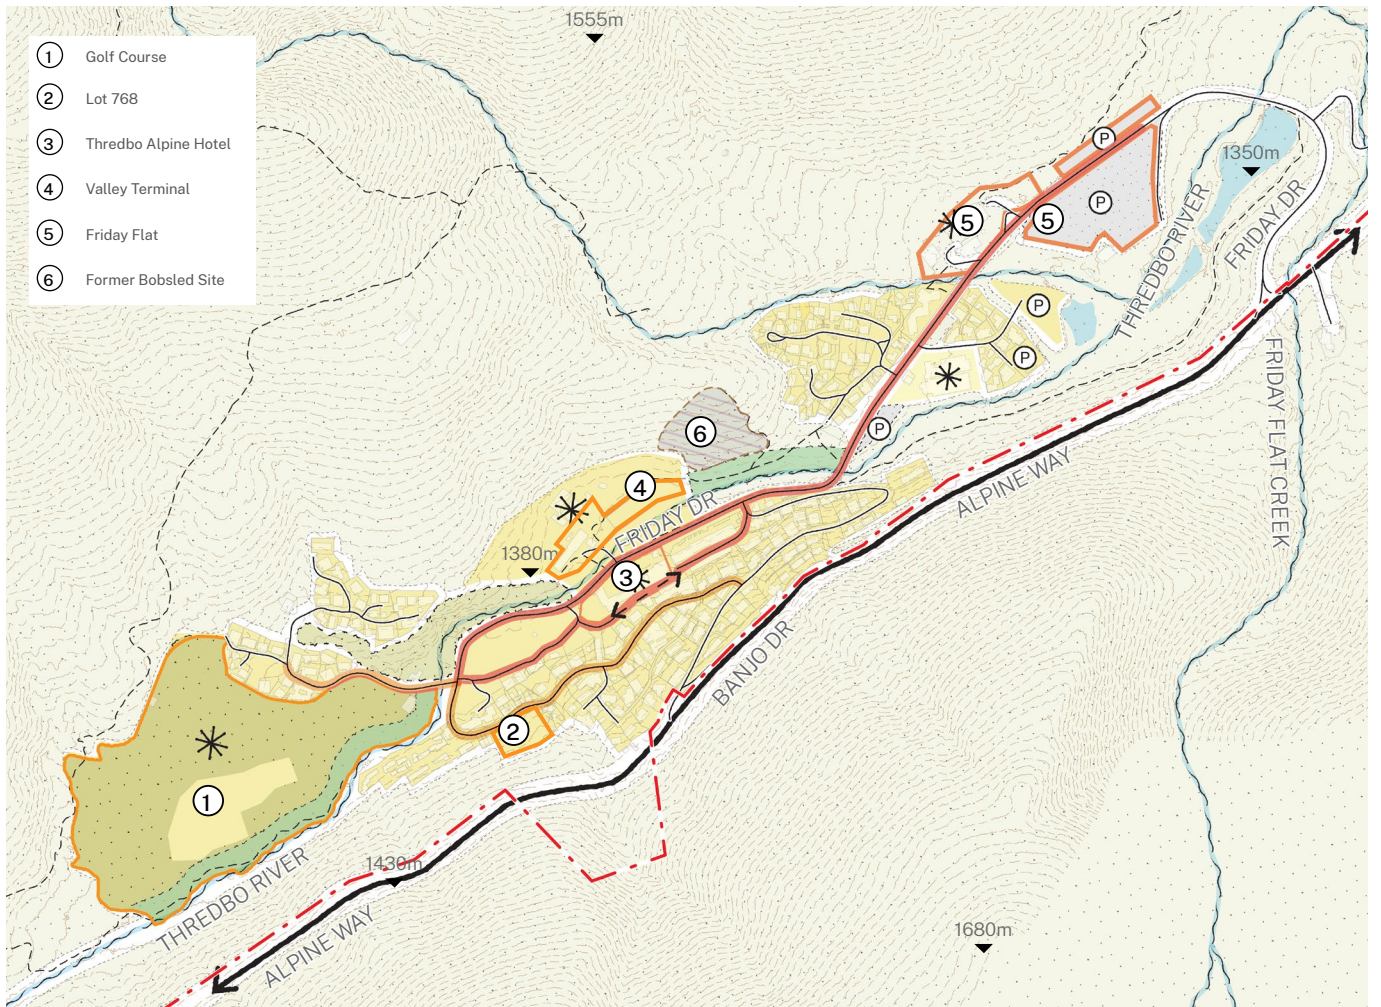 1555m
1 Golf Course
2 Lot 768
3 Thredbo Alpine Hotel
4 Valley Terminal
5 Friday Flat
6 Former Bobsled Site
P
1350m
P
5
5
FRIDAY DR
THREDBO RIVER
P
P
FRIDAY FLAT CREEK
P
6
ALPINE WAY
4
FRIDAY DR
1380m
3
BANJO DR
2
1
1430m
THREDBO RIVER
ALPINE WAY
1680m